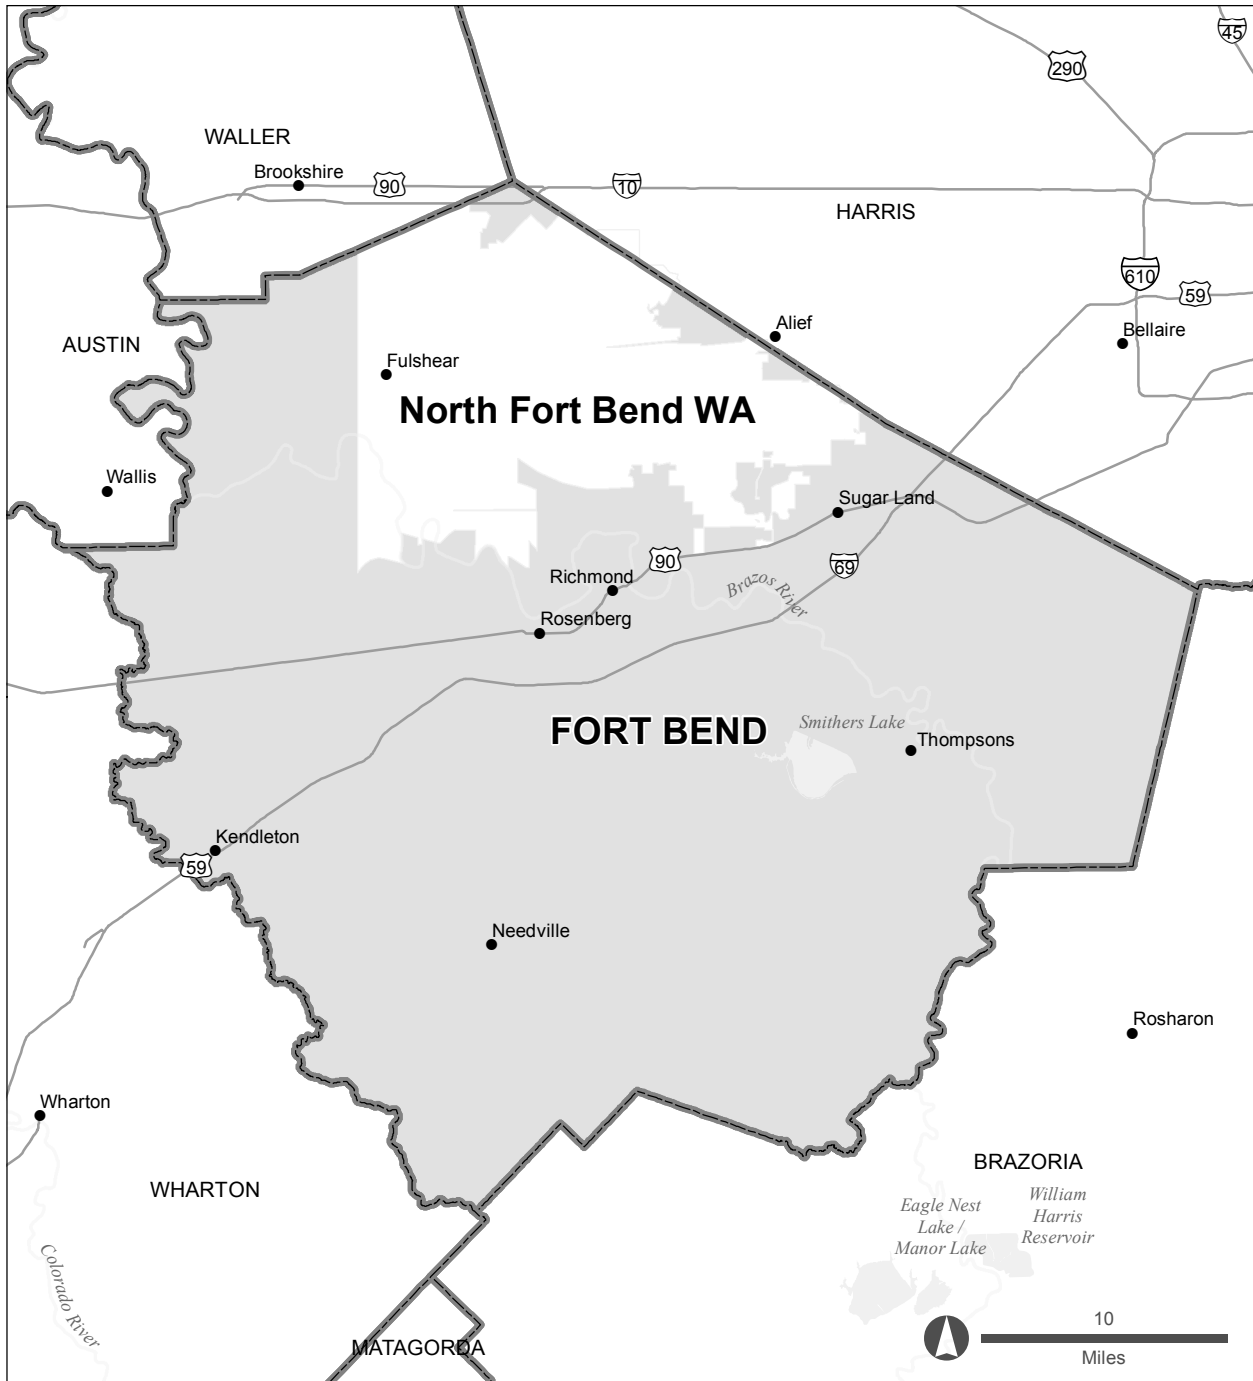 45
290
WALLER
Brookshire
90
10
HARRIS
610
59
Alief
Bellaire
AUSTIN
Fulshear
North Fort Bend WA
Wallis
Sugar Land
90
69
Richmond
Brazos River
Rosenberg
FORT BEND
Smithers Lake
Thompsons
Kendleton
59
Needville
Rosharon
Wharton
BRAZORIA
WHARTON
Eagle Nest
Lake /
Manor Lake
William
Harris
Reservoir
Colorado River
10
Miles
MATAGORDA